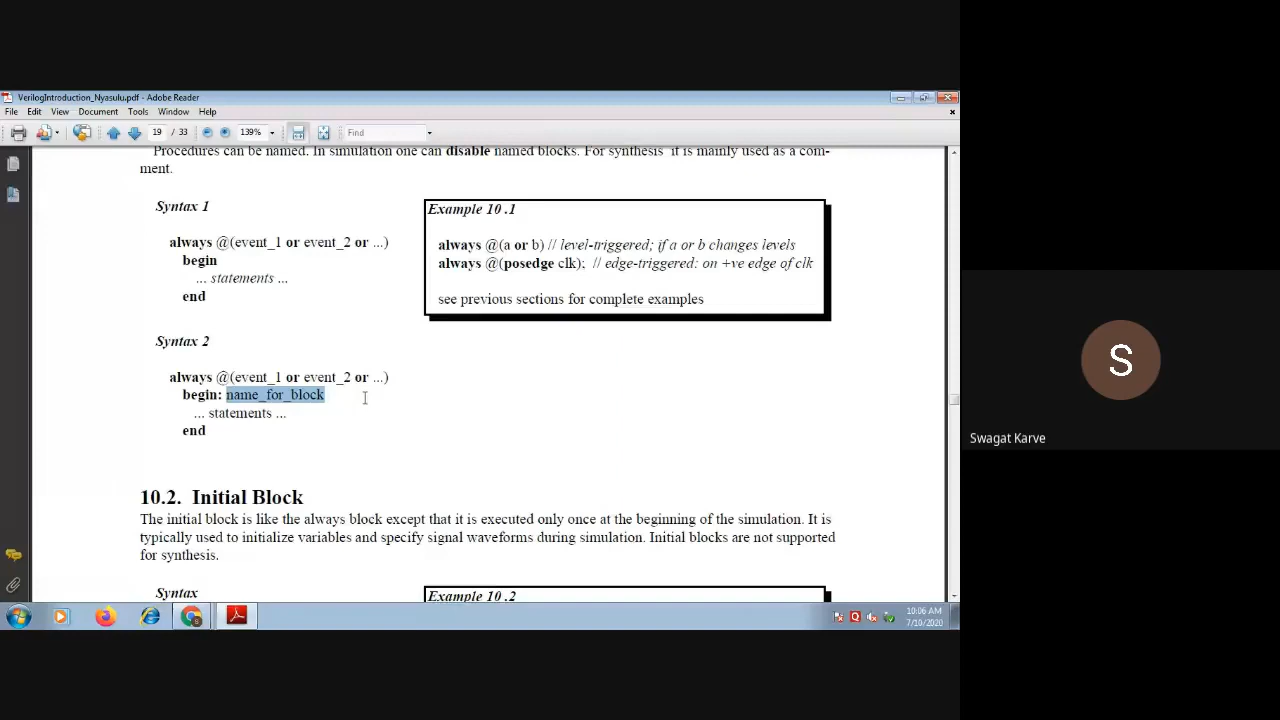 VerilogIntroduction_Nyasulu.pdf - Adobe Reader
File Edit View Document Tools Window Help
19 / 33 139% Find
Procedures can be named. In simulation one can disable named blocks. For synthesis it is mainly used as a com-
ment.
Syntax 1
always @(event_1 or event_2 or ...)
begin
... statements ...
end
Example 10 .1
always @(a or b) // level-triggered; if a or b changes levels
always @(posedge clk); // edge-triggered: on +ve edge of clk
see previous sections for complete examples
Syntax 2
always @(event_1 or event_2 or ...)
begin: name_for_block
... statements ...
end
10.2. Initial Block
The initial block is like the always block except that it is executed only once at the beginning of the simulation. It is
typically used to initialize variables and specify signal waveforms during simulation. Initial blocks are not supported
for synthesis.
Syntax
Example 10 .2
10:06 AM
7/10/2020
S
Swagat Karve